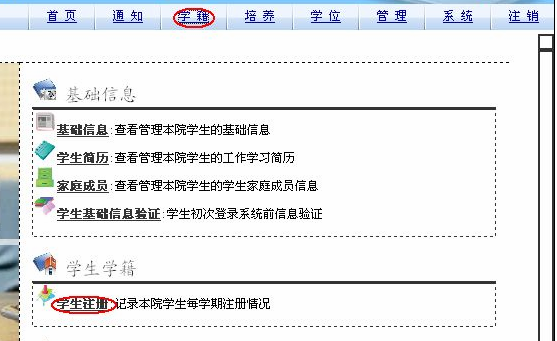 首页 通知 学籍 培养 学位 管理 系统 注销
基础信息
基础信息:查看管理本院学生的基础信息
学生简历:查看管理本院学生的工作学习简历
家庭成员:查看管理本院学生的学生家庭成员信息
学生基础信息验证:学生初次登录系统前信息验证
学生学籍
学生注册:记录本院学生每学期注册情况